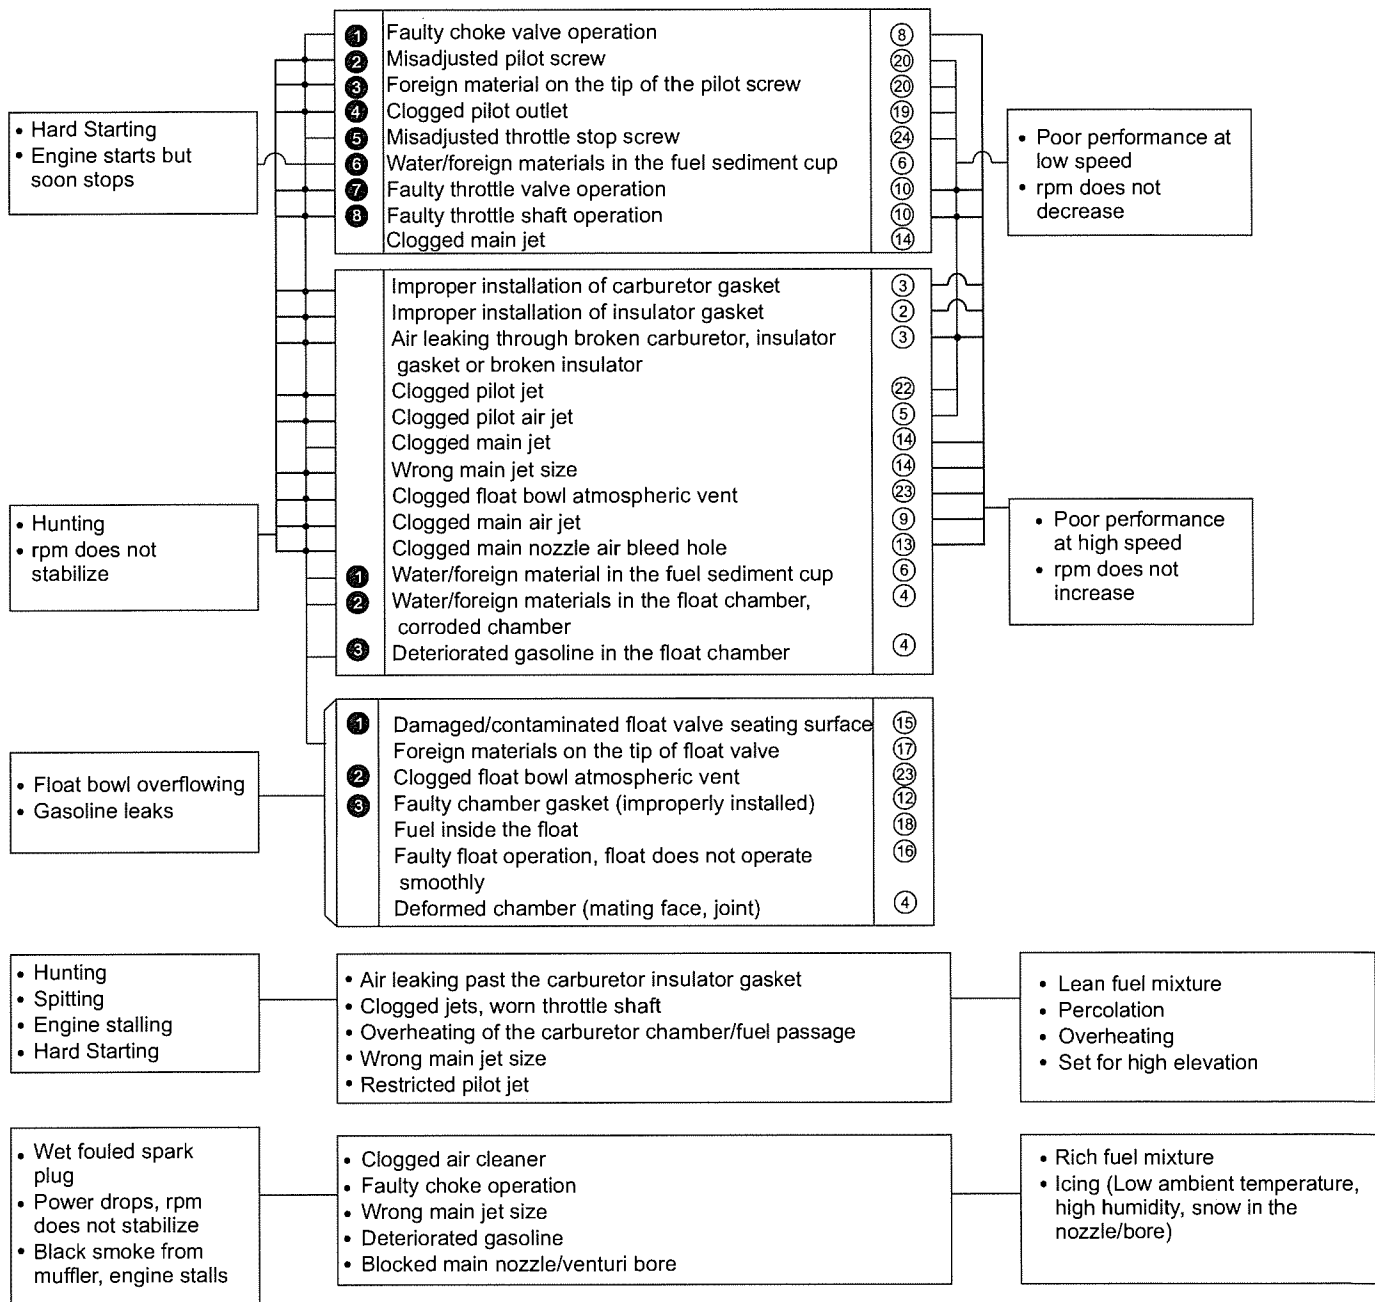 • Hard Starting
• Engine starts but
soon stops
❶ Faulty choke valve operation ⑧
❷ Misadjusted pilot screw ⑳
❸ Foreign material on the tip of the pilot screw ⑳
❹ Clogged pilot outlet ⑲
❺ Misadjusted throttle stop screw ㉔
❻ Water/foreign materials in the fuel sediment cup ⑥
❼ Faulty throttle valve operation ⑩
❽ Faulty throttle shaft operation ⑩
Clogged main jet ⑭
• Poor performance at
low speed
• rpm does not
decrease
• Hunting
• rpm does not
stabilize
Improper installation of carburetor gasket ③
Improper installation of insulator gasket ②
Air leaking through broken carburetor, insulator ③
gasket or broken insulator
Clogged pilot jet ㉒
Clogged pilot air jet ⑤
Clogged main jet ⑭
Wrong main jet size ⑭
Clogged float bowl atmospheric vent ㉓
Clogged main air jet ⑨
Clogged main nozzle air bleed hole ⑬
❶ Water/foreign material in the fuel sediment cup ⑥
❷ Water/foreign materials in the float chamber, ④
corroded chamber
❸ Deteriorated gasoline in the float chamber ④
• Poor performance
at high speed
• rpm does not
increase
• Float bowl overflowing
• Gasoline leaks
❶ Damaged/contaminated float valve seating surface ⑮
Foreign materials on the tip of float valve ⑰
❷ Clogged float bowl atmospheric vent ㉓
❸ Faulty chamber gasket (improperly installed) ⑫
Fuel inside the float ⑱
Faulty float operation, float does not operate ⑯
smoothly
Deformed chamber (mating face, joint) ④
• Hunting
• Spitting
• Engine stalling
• Hard Starting
• Air leaking past the carburetor insulator gasket
• Clogged jets, worn throttle shaft
• Overheating of the carburetor chamber/fuel passage
• Wrong main jet size
• Restricted pilot jet
• Lean fuel mixture
• Percolation
• Overheating
• Set for high elevation
• Wet fouled spark
plug
• Power drops, rpm
does not stabilize
• Black smoke from
muffler, engine stalls
• Clogged air cleaner
• Faulty choke operation
• Wrong main jet size
• Deteriorated gasoline
• Blocked main nozzle/venturi bore
• Rich fuel mixture
• Icing (Low ambient temperature,
high humidity, snow in the
nozzle/bore)